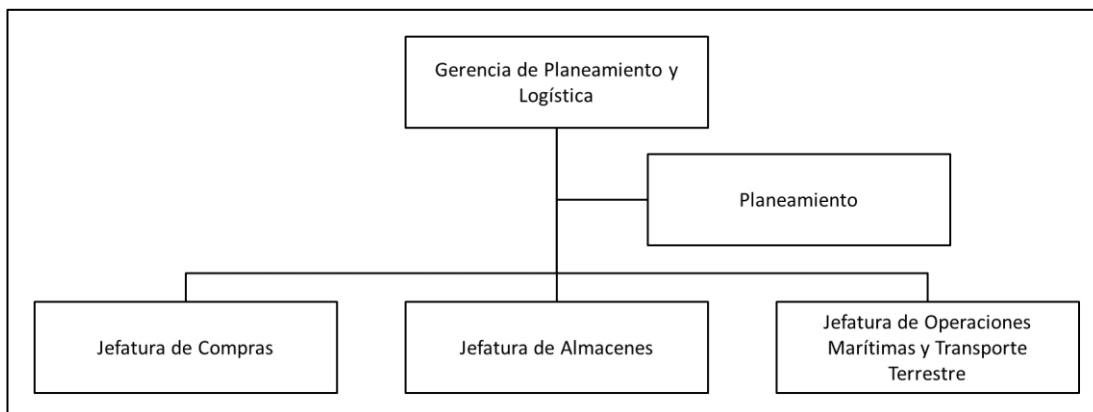 Gerencia de Planeamiento y
Logística
Planeamiento
Jefatura de Compras
Jefatura de Almacenes
Jefatura de Operaciones
Marítimas y Transporte
Terrestre